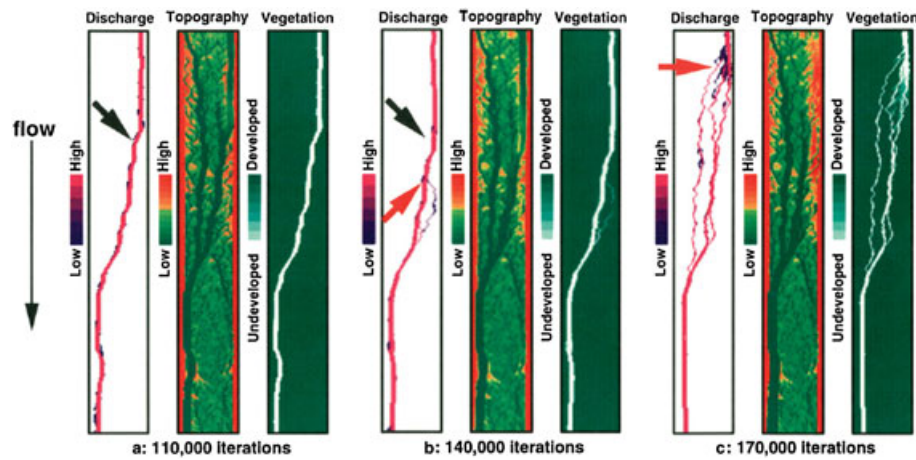 Discharge Topography Vegetation
Discharge Topography Vegetation
Discharge Topography Vegetation
flow
Low High
Low High
Undeveloped Developed
Low High
Low High
Undeveloped Developed
Low High
Low High
Undeveloped Developed
a: 110,000 iterations
b: 140,000 iterations
c: 170,000 iterations